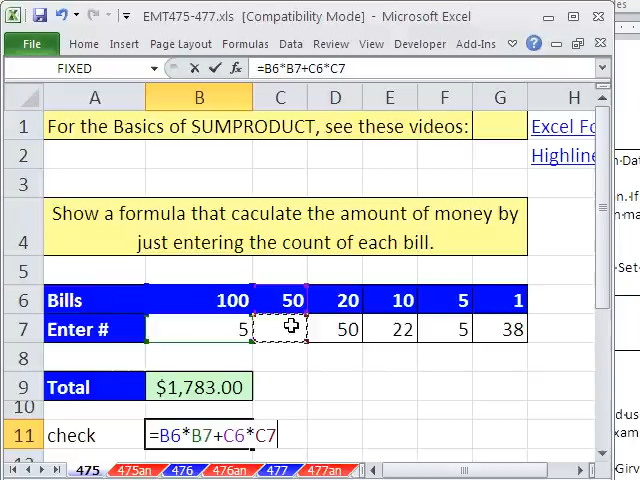 EMT475-477.xls [Compatibility Mode] - Microsoft Excel
File Home Insert Page Layout Formulas Data Review View Developer Add-Ins
FIXED =B6*B7+C6*C7
A B C D E F G H
1 For the Basics of SUMPRODUCT, see these videos: Excel Fo
2 Highline
3
4 Show a formula that caculate the amount of money by
just entering the count of each bill.
5
6 Bills 100 50 20 10 5 1
7 Enter # 5 50 22 5 38
8
9 Total $1,783.00
10
11 check =B6*B7+C6*C7
475 475an 476 476an 477 477an